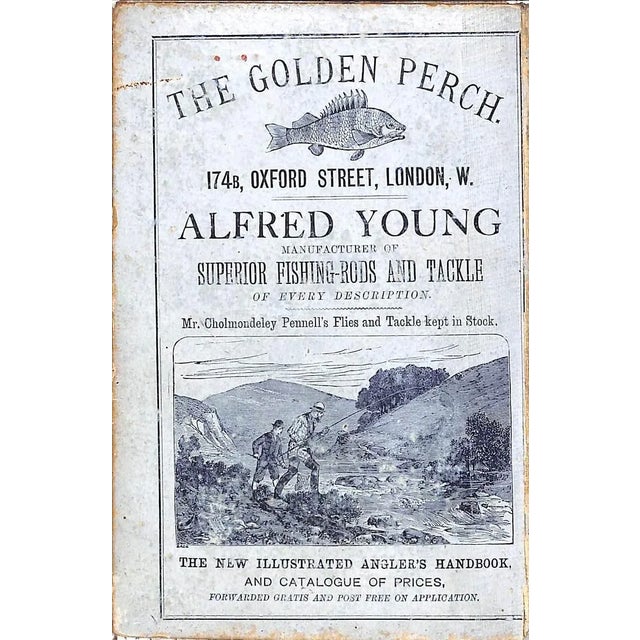 THE GOLDEN PERCH.
174B, OXFORD STREET, LONDON, W.
ALFRED YOUNG
MANUFACTURER OF
SUPERIOR FISHING-RODS AND TACKLE
OF EVERY DESCRIPTION.
Mr. Cholmondeley Pennell's Flies and Tackle kept in Stock.
THE NEW ILLUSTRATED ANGLER'S HANDBOOK,
AND CATALOGUE OF PRICES,
FORWARDED GRATIS AND POST FREE ON APPLICATION.